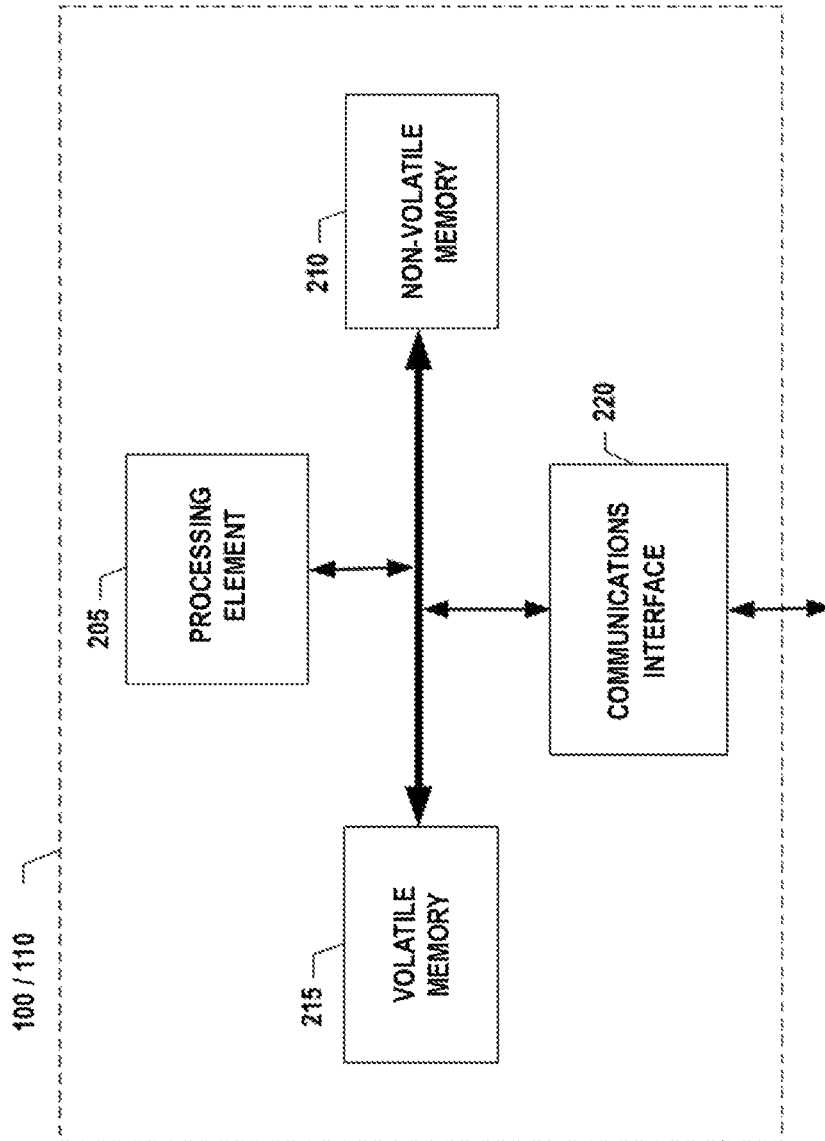 100 / 110
205
PROCESSING
ELEMENT
215
VOLATILE
MEMORY
210
NON-VOLATILE
MEMORY
220
COMMUNICATIONS
INTERFACE